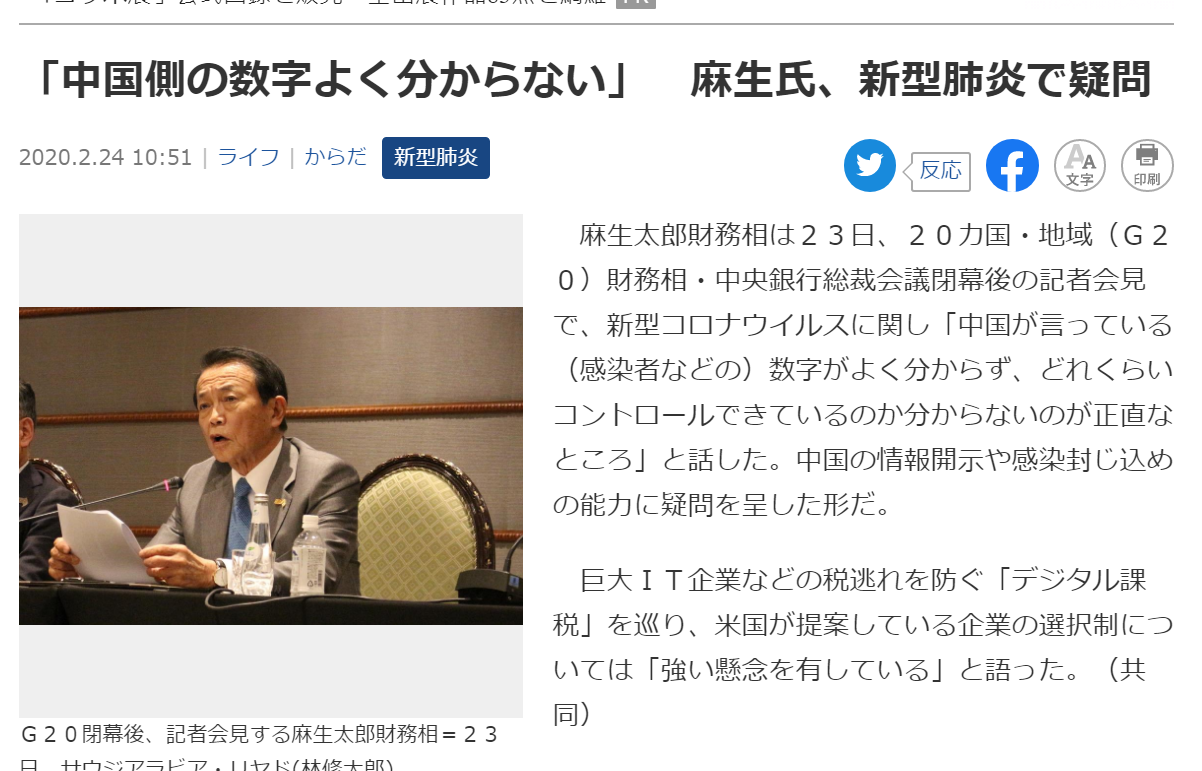 「中国側の数字よく分からない」　麻生氏、新型肺炎で疑問
2020.2.24 10:51 | ライフ | からだ 新型肺炎
反応
文字
印刷
　麻生太郎財務相は２３日、２０カ国・地域（Ｇ２
０）財務相・中央銀行総裁会議閉幕後の記者会見
で、新型コロナウイルスに関し「中国が言っている
（感染者などの）数字がよく分からず、どれくらい
コントロールできているのか分からないのが正直な
ところ」と話した。中国の情報開示や感染封じ込め
の能力に疑問を呈した形だ。
　巨大ＩＴ企業などの税逃れを防ぐ「デジタル課
税」を巡り、米国が提案している企業の選択制につ
いては「強い懸念を有している」と語った。（共
同）
Ｇ２０閉幕後、記者会見する麻生太郎財務相＝２３
日、サウジアラビア・リヤド(林修太郎)